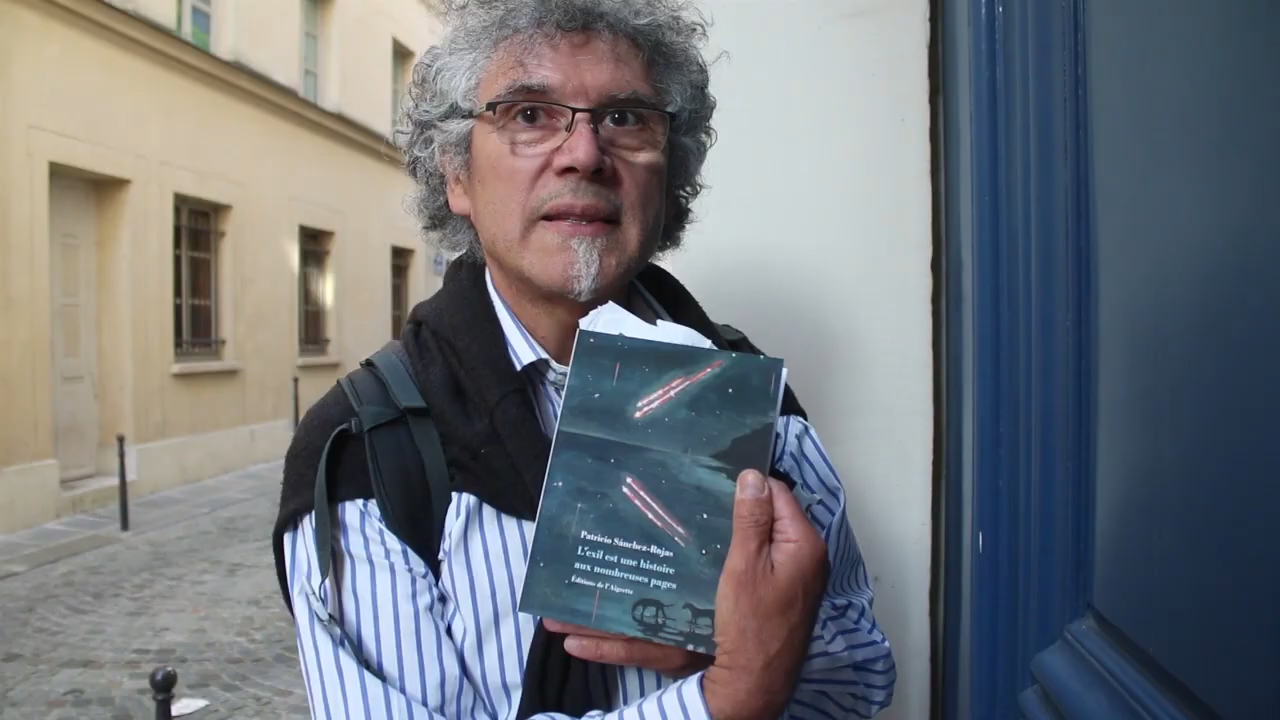 Patricio Sánchez-Rojas
L'exil est une histoire
aux nombreuses pages
Éditions de l'Aigrette